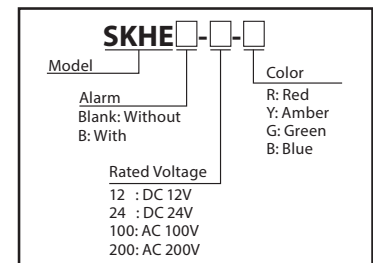 SKHE□-□-□
Model
Color
R: Red
Y: Amber
G: Green
B: Blue
Alarm
Blank: Without
B: With
Rated Voltage
12 : DC 12V
24 : DC 24V
100: AC 100V
200: AC 200V